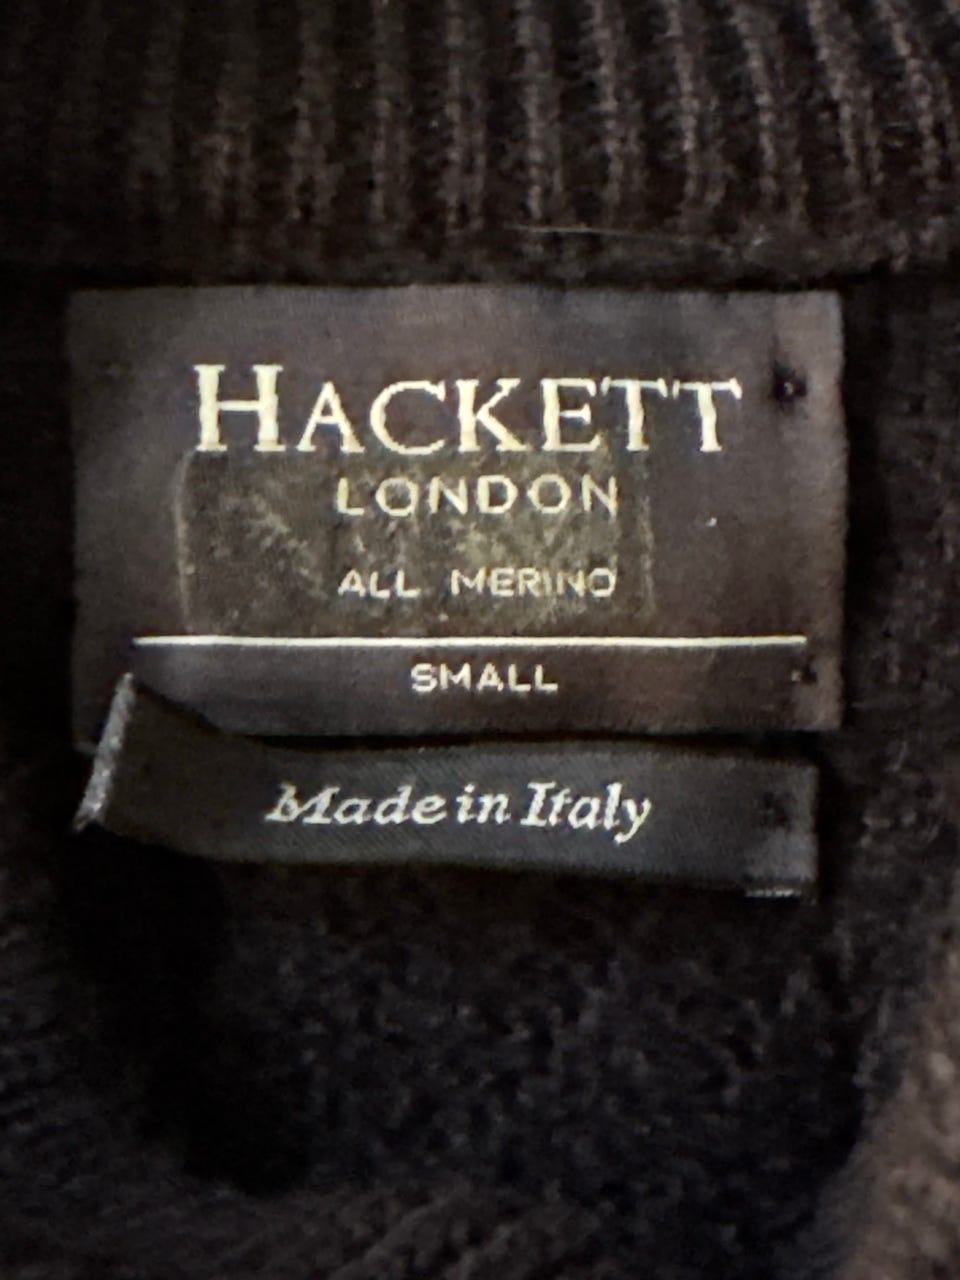 HACKETT
LONDON
ALL MERINO
SMALL
Made in Italy